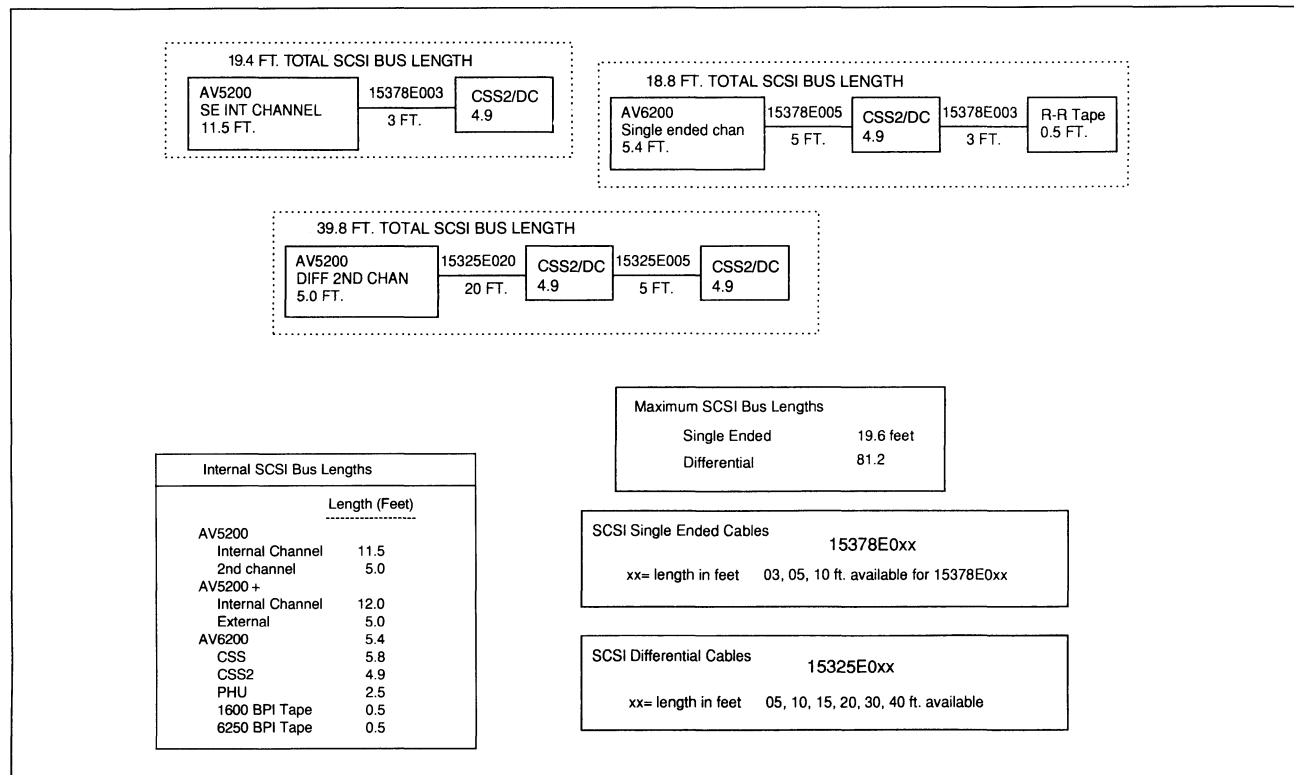 19.4 FT. TOTAL SCSI BUS LENGTH
AV5200
SE INT CHANNEL
11.5 FT.
15378E003
3 FT.
CSS2/DC
4.9
18.8 FT. TOTAL SCSI BUS LENGTH
AV6200
Single ended chan
5.4 FT.
15378E005
5 FT.
CSS2/DC
4.9
15378E003
3 FT.
R-R Tape
0.5 FT.
39.8 FT. TOTAL SCSI BUS LENGTH
AV5200
DIFF 2ND CHAN
5.0 FT.
15325E020
20 FT.
CSS2/DC
4.9
15325E005
5 FT.
CSS2/DC
4.9
Maximum SCSI Bus Lengths
Single Ended 19.6 feet
Differential 81.2
Internal SCSI Bus Lengths
Length (Feet)
AV5200
Internal Channel 11.5
2nd channel 5.0
AV5200 +
Internal Channel 12.0
External 5.0
AV6200 5.4
CSS 5.8
CSS2 4.9
PHU 2.5
1600 BPI Tape 0.5
6250 BPI Tape 0.5
SCSI Single Ended Cables
15378E0xx
xx= length in feet 03, 05, 10 ft. available for 15378E0xx
SCSI Differential Cables
15325E0xx
xx= length in feet 05, 10, 15, 20, 30, 40 ft. available